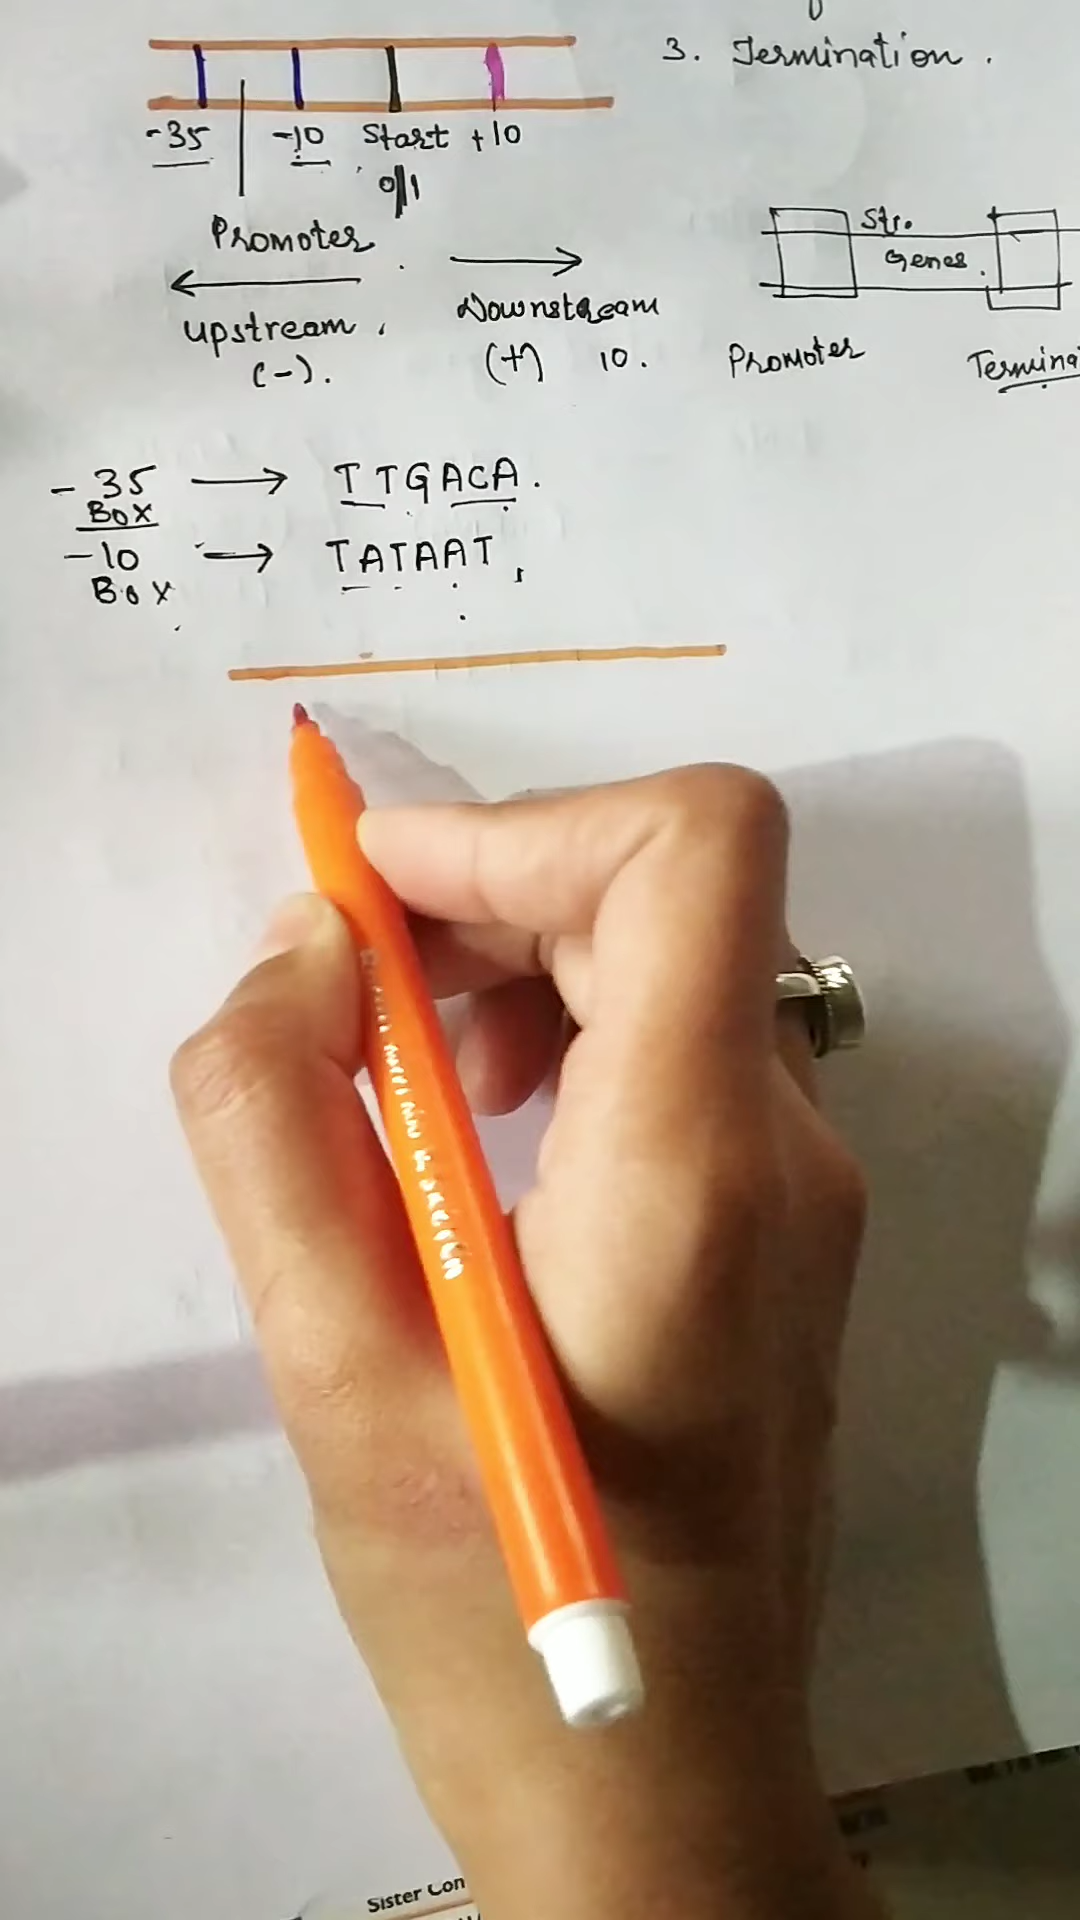 3. Termination.
-35 -10 Start +10
0/1
Promoter
upstream.
(-).
Downstream
(+) 10.
Str.
Genes.
Promoter
-35 → TTGACA.
Box
-10 → TATAAT,
Box
Sister Con